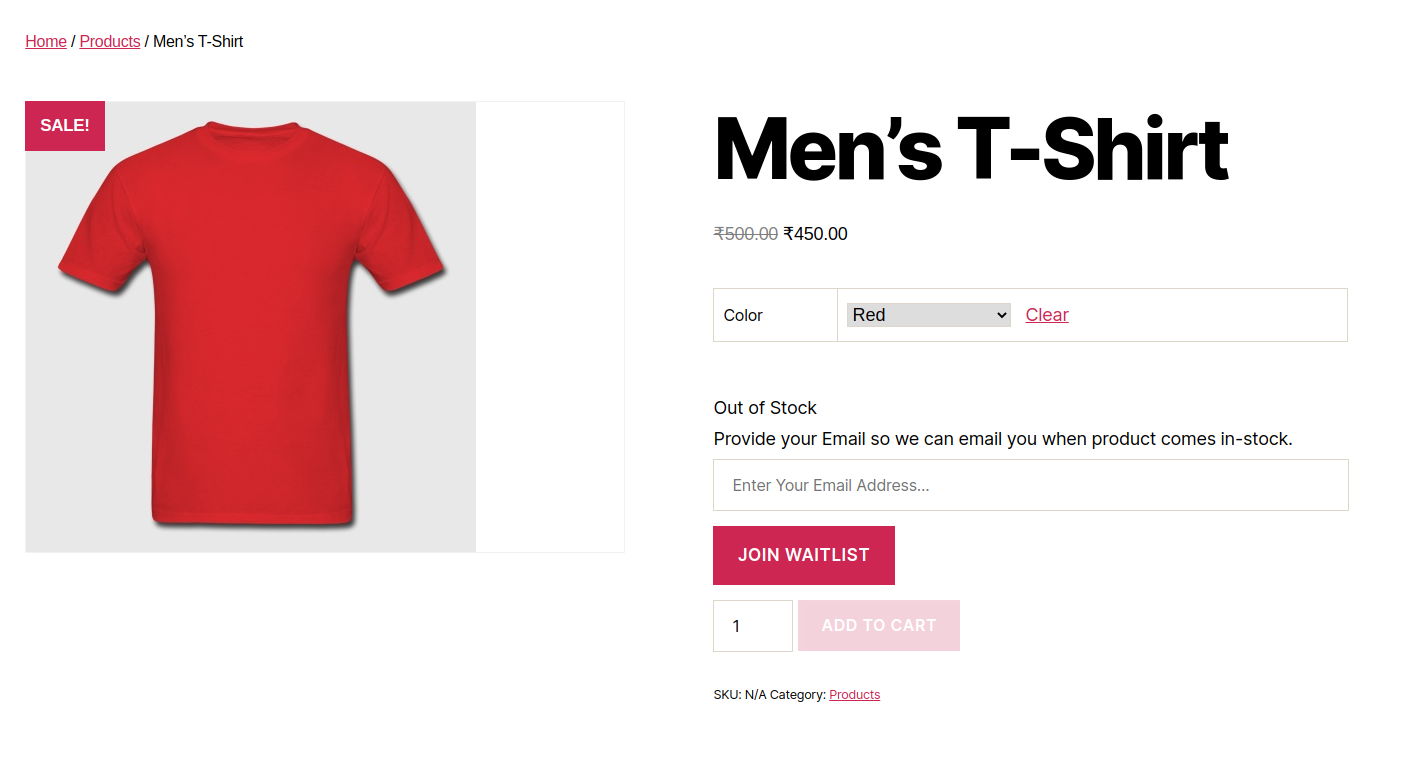 Home / Products / Men’s T-Shirt
SALE!
Men’s T-Shirt
₹500.00 ₹450.00
Color Red Clear
Out of Stock
Provide your Email so we can email you when product comes in-stock.
Enter Your Email Address...
JOIN WAITLIST
1 ADD TO CART
SKU: N/A Category: Products